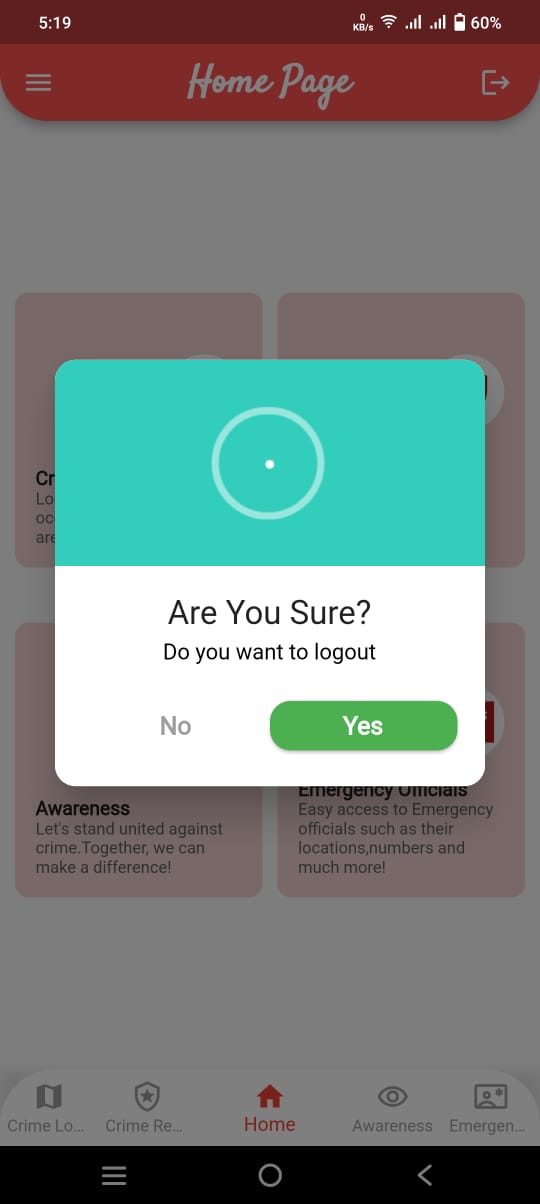 5:19
0
KB/s
60%
Home Page
Cr
Lo
oc
are
Are You Sure?
Do you want to logout
No
Yes
Awareness
Let's stand united against
crime.Together, we can
make a difference!
Emergency Officials
Easy access to Emergency
officials such as their
locations,numbers and
much more!
Crime Lo...
Crime Re...
Home
Awareness
Emergen...